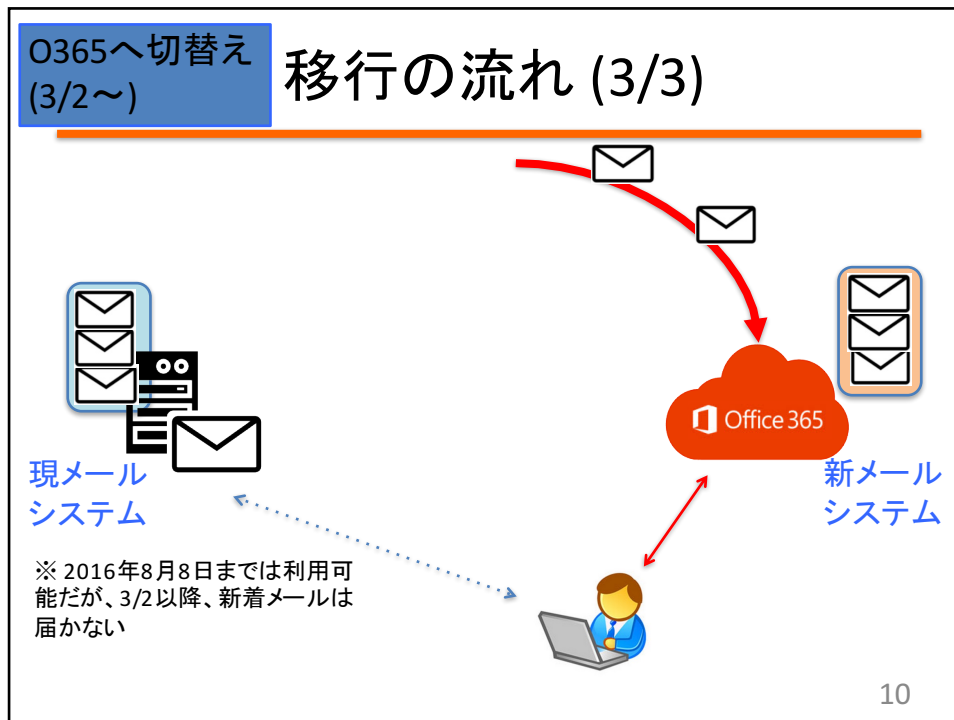 O365へ切替え
(3/2～)
移行の流れ (3/3)
Office 365
現メール
システム
新メール
システム
※ 2016年8月8日までは利用可
能だが、3/2以降、新着メールは
届かない
10